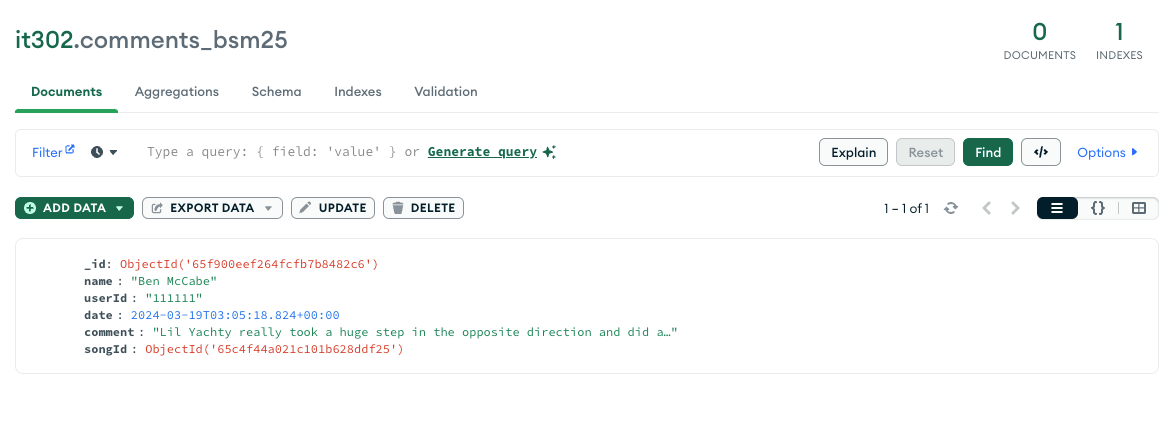 it302.comments_bsm25
0 1
DOCUMENTS INDEXES
Documents Aggregations Schema Indexes Validation
Filter Type a query: { field: 'value' } or Generate query Explain Reset Find </> Options
ADD DATA EXPORT DATA UPDATE DELETE 1 – 1 of 1 {}
_id: ObjectId('65f900eef264fcfb7b8482c6')
name : "Ben McCabe"
userId : "111111"
date : 2024-03-19T03:05:18.824+00:00
comment : "Lil Yachty really took a huge step in the opposite direction and did a…"
songId : ObjectId('65c4f44a021c101b628ddf25')